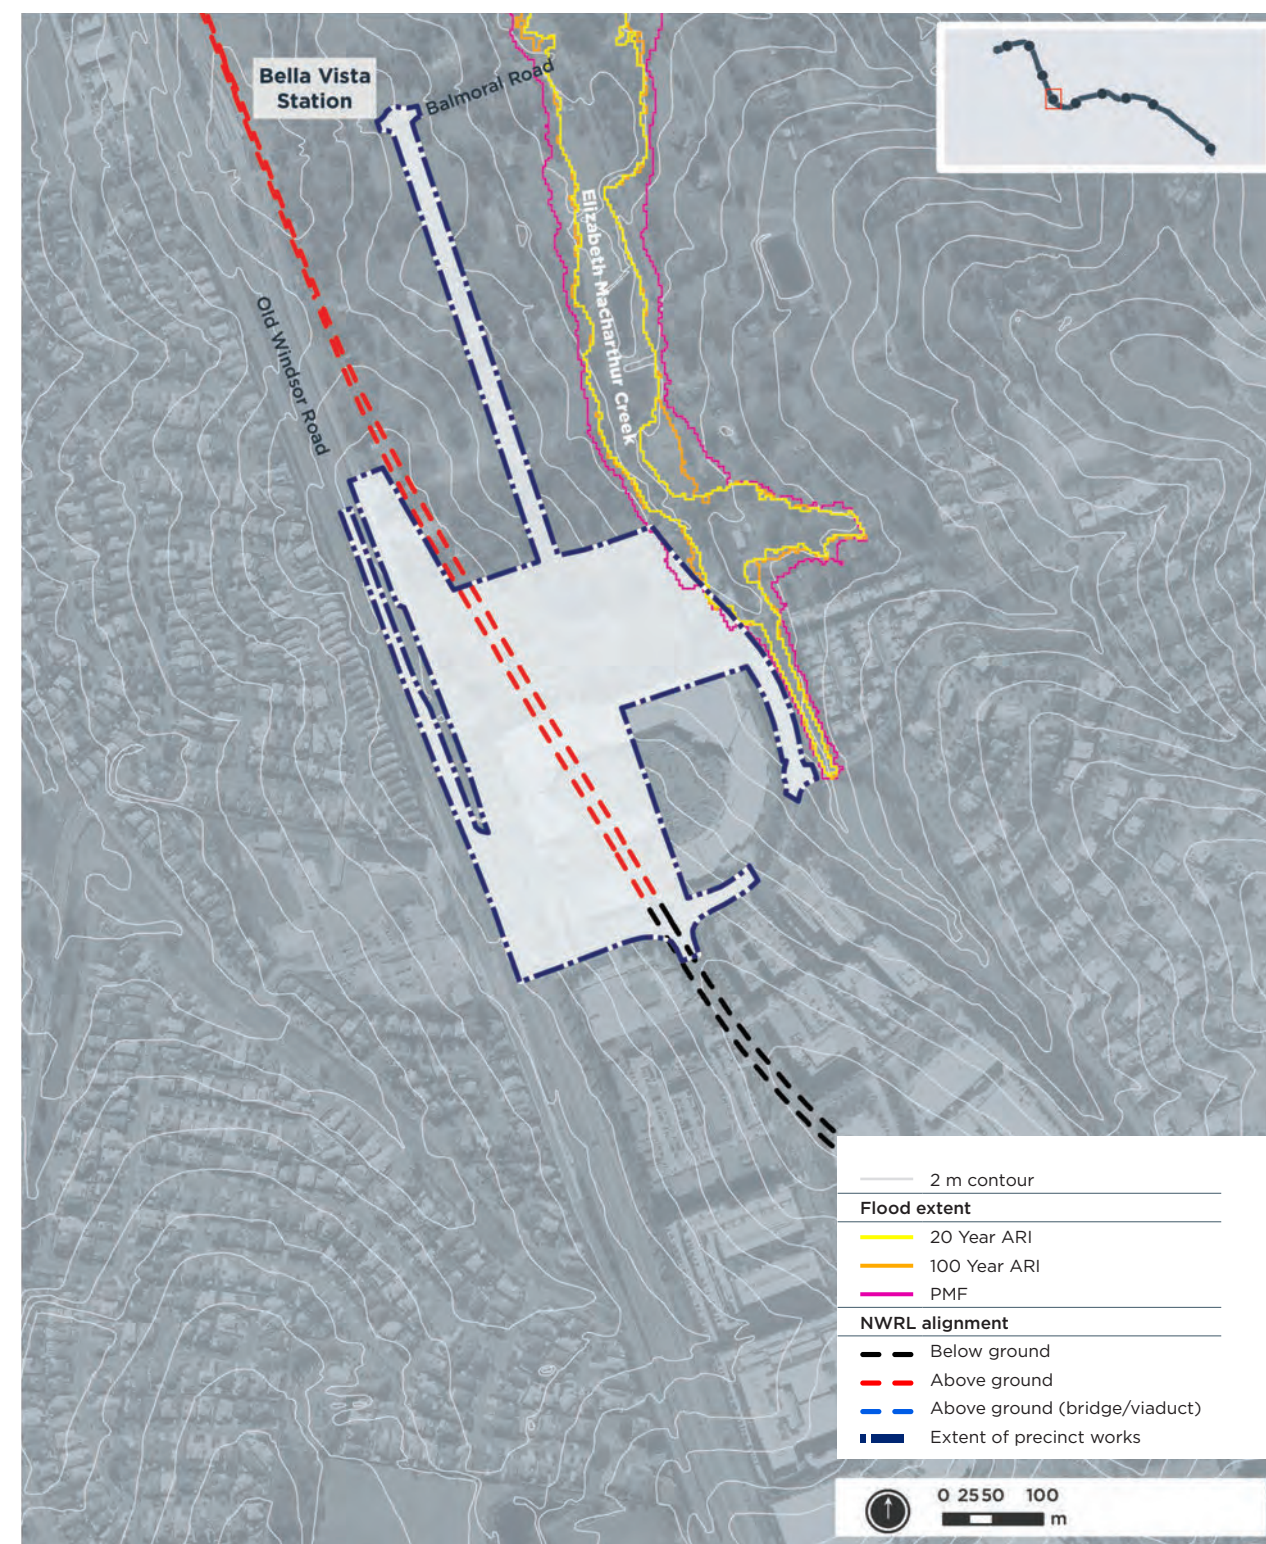 Bella Vista
Station
Balmoral Road
Elizabeth Macharthur Creek
Old Windsor Road
2 m contour
Flood extent
20 Year ARI
100 Year ARI
PMF
NWRL alignment
Below ground
Above ground
Above ground (bridge/viaduct)
Extent of precinct works
0 25 50 100
m